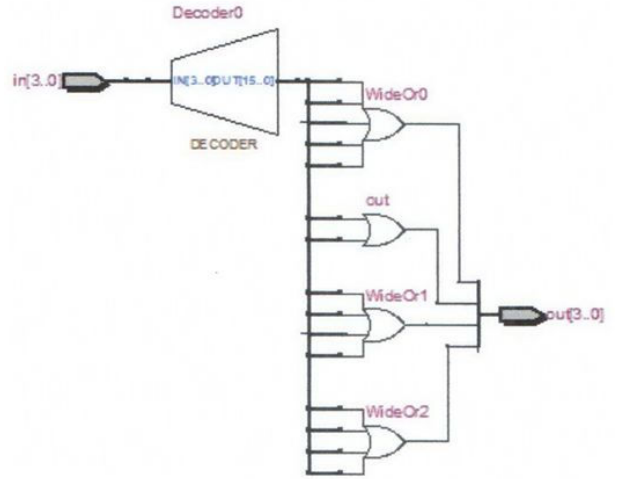 Decoder0
in[3..0]
IN[3..0]
OUT[15..0]
DECODER
WideOr0
out
WideOr1
out[3..0]
WideOr2